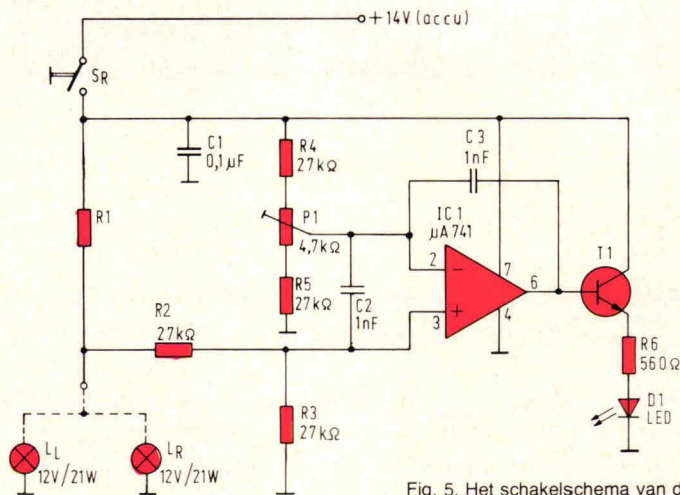 +14V (accu)
SR
C1
0,1µF
R4
27kΩ
C3
1nF
R1
P1
4,7kΩ
IC1
µA741
T1
2
7
6
R5
27kΩ
C2
1nF
3
4
R2
27kΩ
R6
560Ω
R3
27kΩ
D1
LED
LL
12V/21W
LR
12V/21W
Fig. 5. Het schakelschema van d